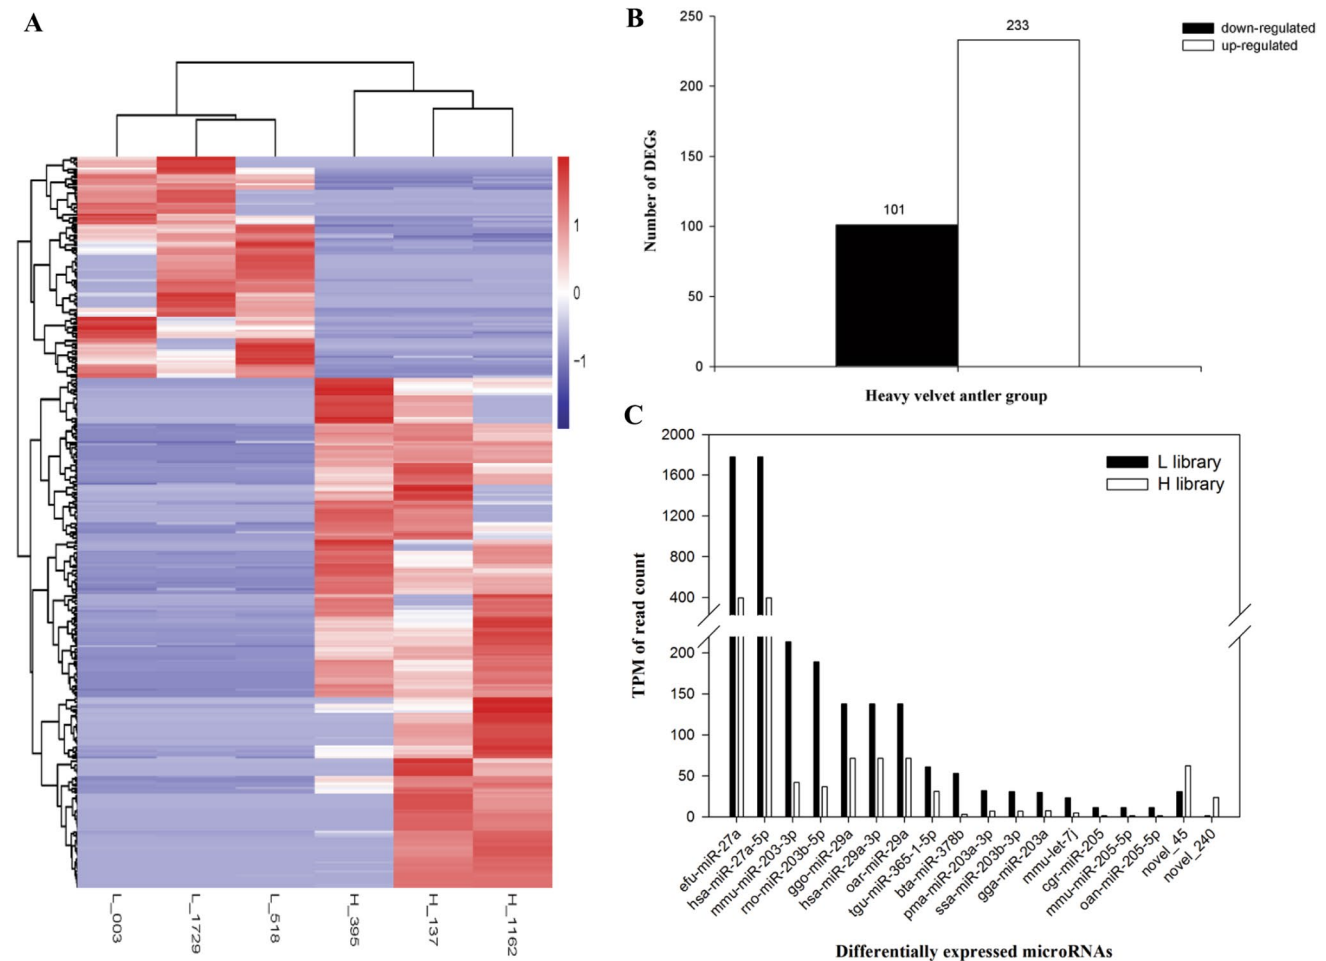 A
1
0
−1
L_003
L_1729
L_518
H_395
H_137
H_1162
B
250
200
150
100
50
0
Number of DEGs
101
233
down-regulated
up-regulated
Heavy velvet antler group
C
2000
1600
1200
800
400
200
150
100
50
0
TPM of read count
L library
H library
efu-miR-27a
hsa-miR-27a-5p
mmu-miR-203-3p
rno-miR-203b-5p
ggo-miR-29a
hsa-miR-29a-3p
oar-miR-29a
tgu-miR-365-1-5p
bta-miR-378b
pma-miR-203a-3p
ssa-miR-203b-3p
gga-miR-203a
mmu-let-7j
cgr-miR-205
mmu-miR-205-5p
oan-miR-205-5p
novel_45
novel_240
Differentially expressed microRNAs